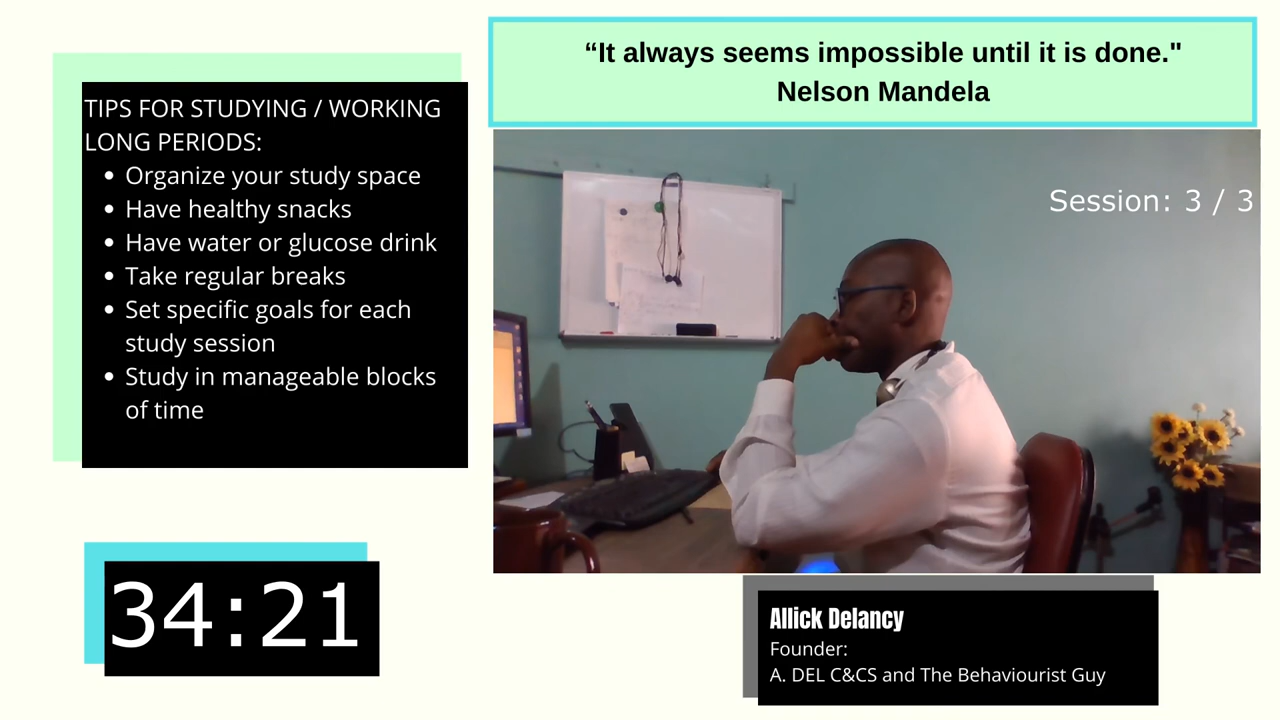 TIPS FOR STUDYING / WORKING
LONG PERIODS:
• Organize your study space
• Have healthy snacks
• Have water or glucose drink
• Take regular breaks
• Set specific goals for each
study session
• Study in manageable blocks
of time
34:21
“It always seems impossible until it is done."
Nelson Mandela
Session: 3 / 3
Allick Delancy
Founder:
A. DEL C&CS and The Behaviourist Guy